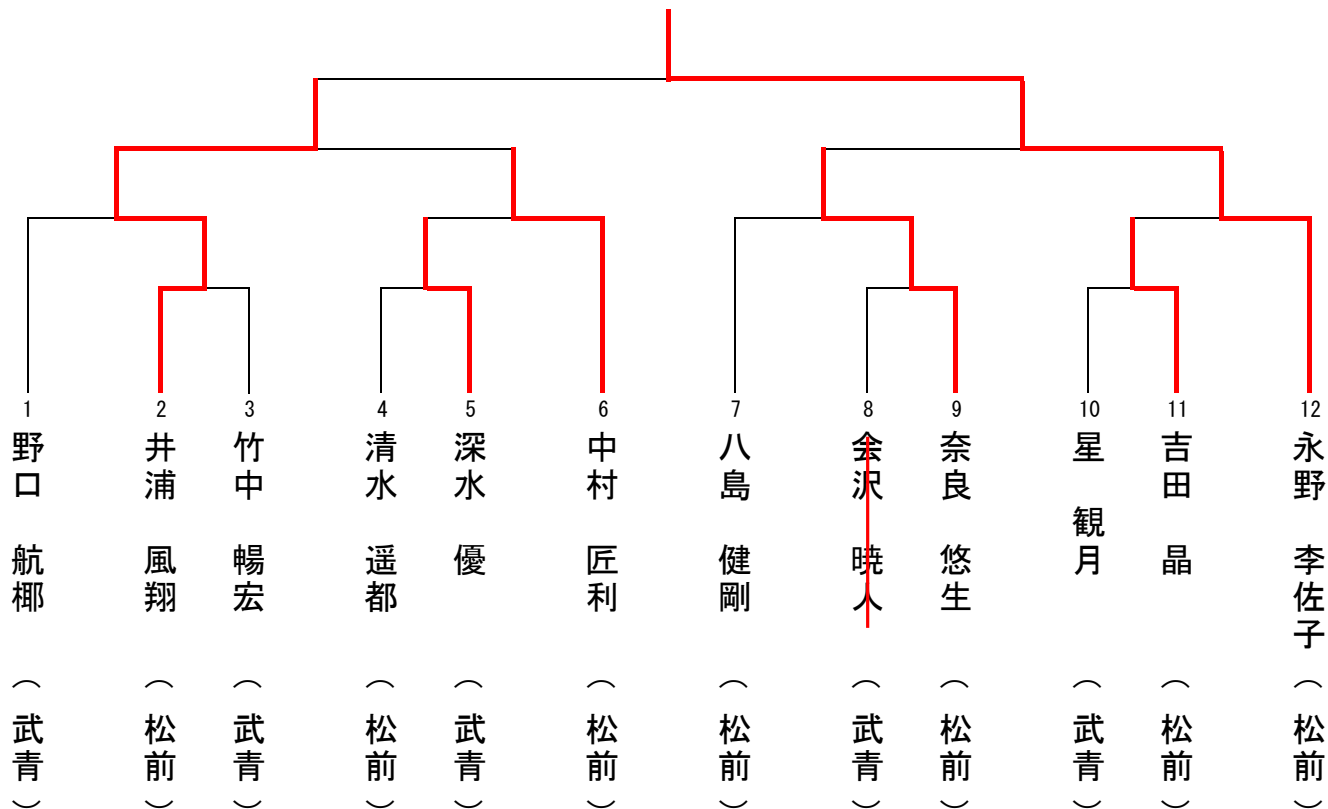 1
野口 航椰 （武青）
2
井浦 風翔 （松前）
3
竹中 暢宏 （武青）
4
清水 遥都 （松前）
5
深水 優 （武青）
6
中村 匠利 （松前）
7
八島 健剛 （松前）
8
会沢 暁人 （武青）
9
奈良 悠生 （松前）
10
星 観月 （武青）
11
吉田 晶 （松前）
12
永野 李佐子 （松前）